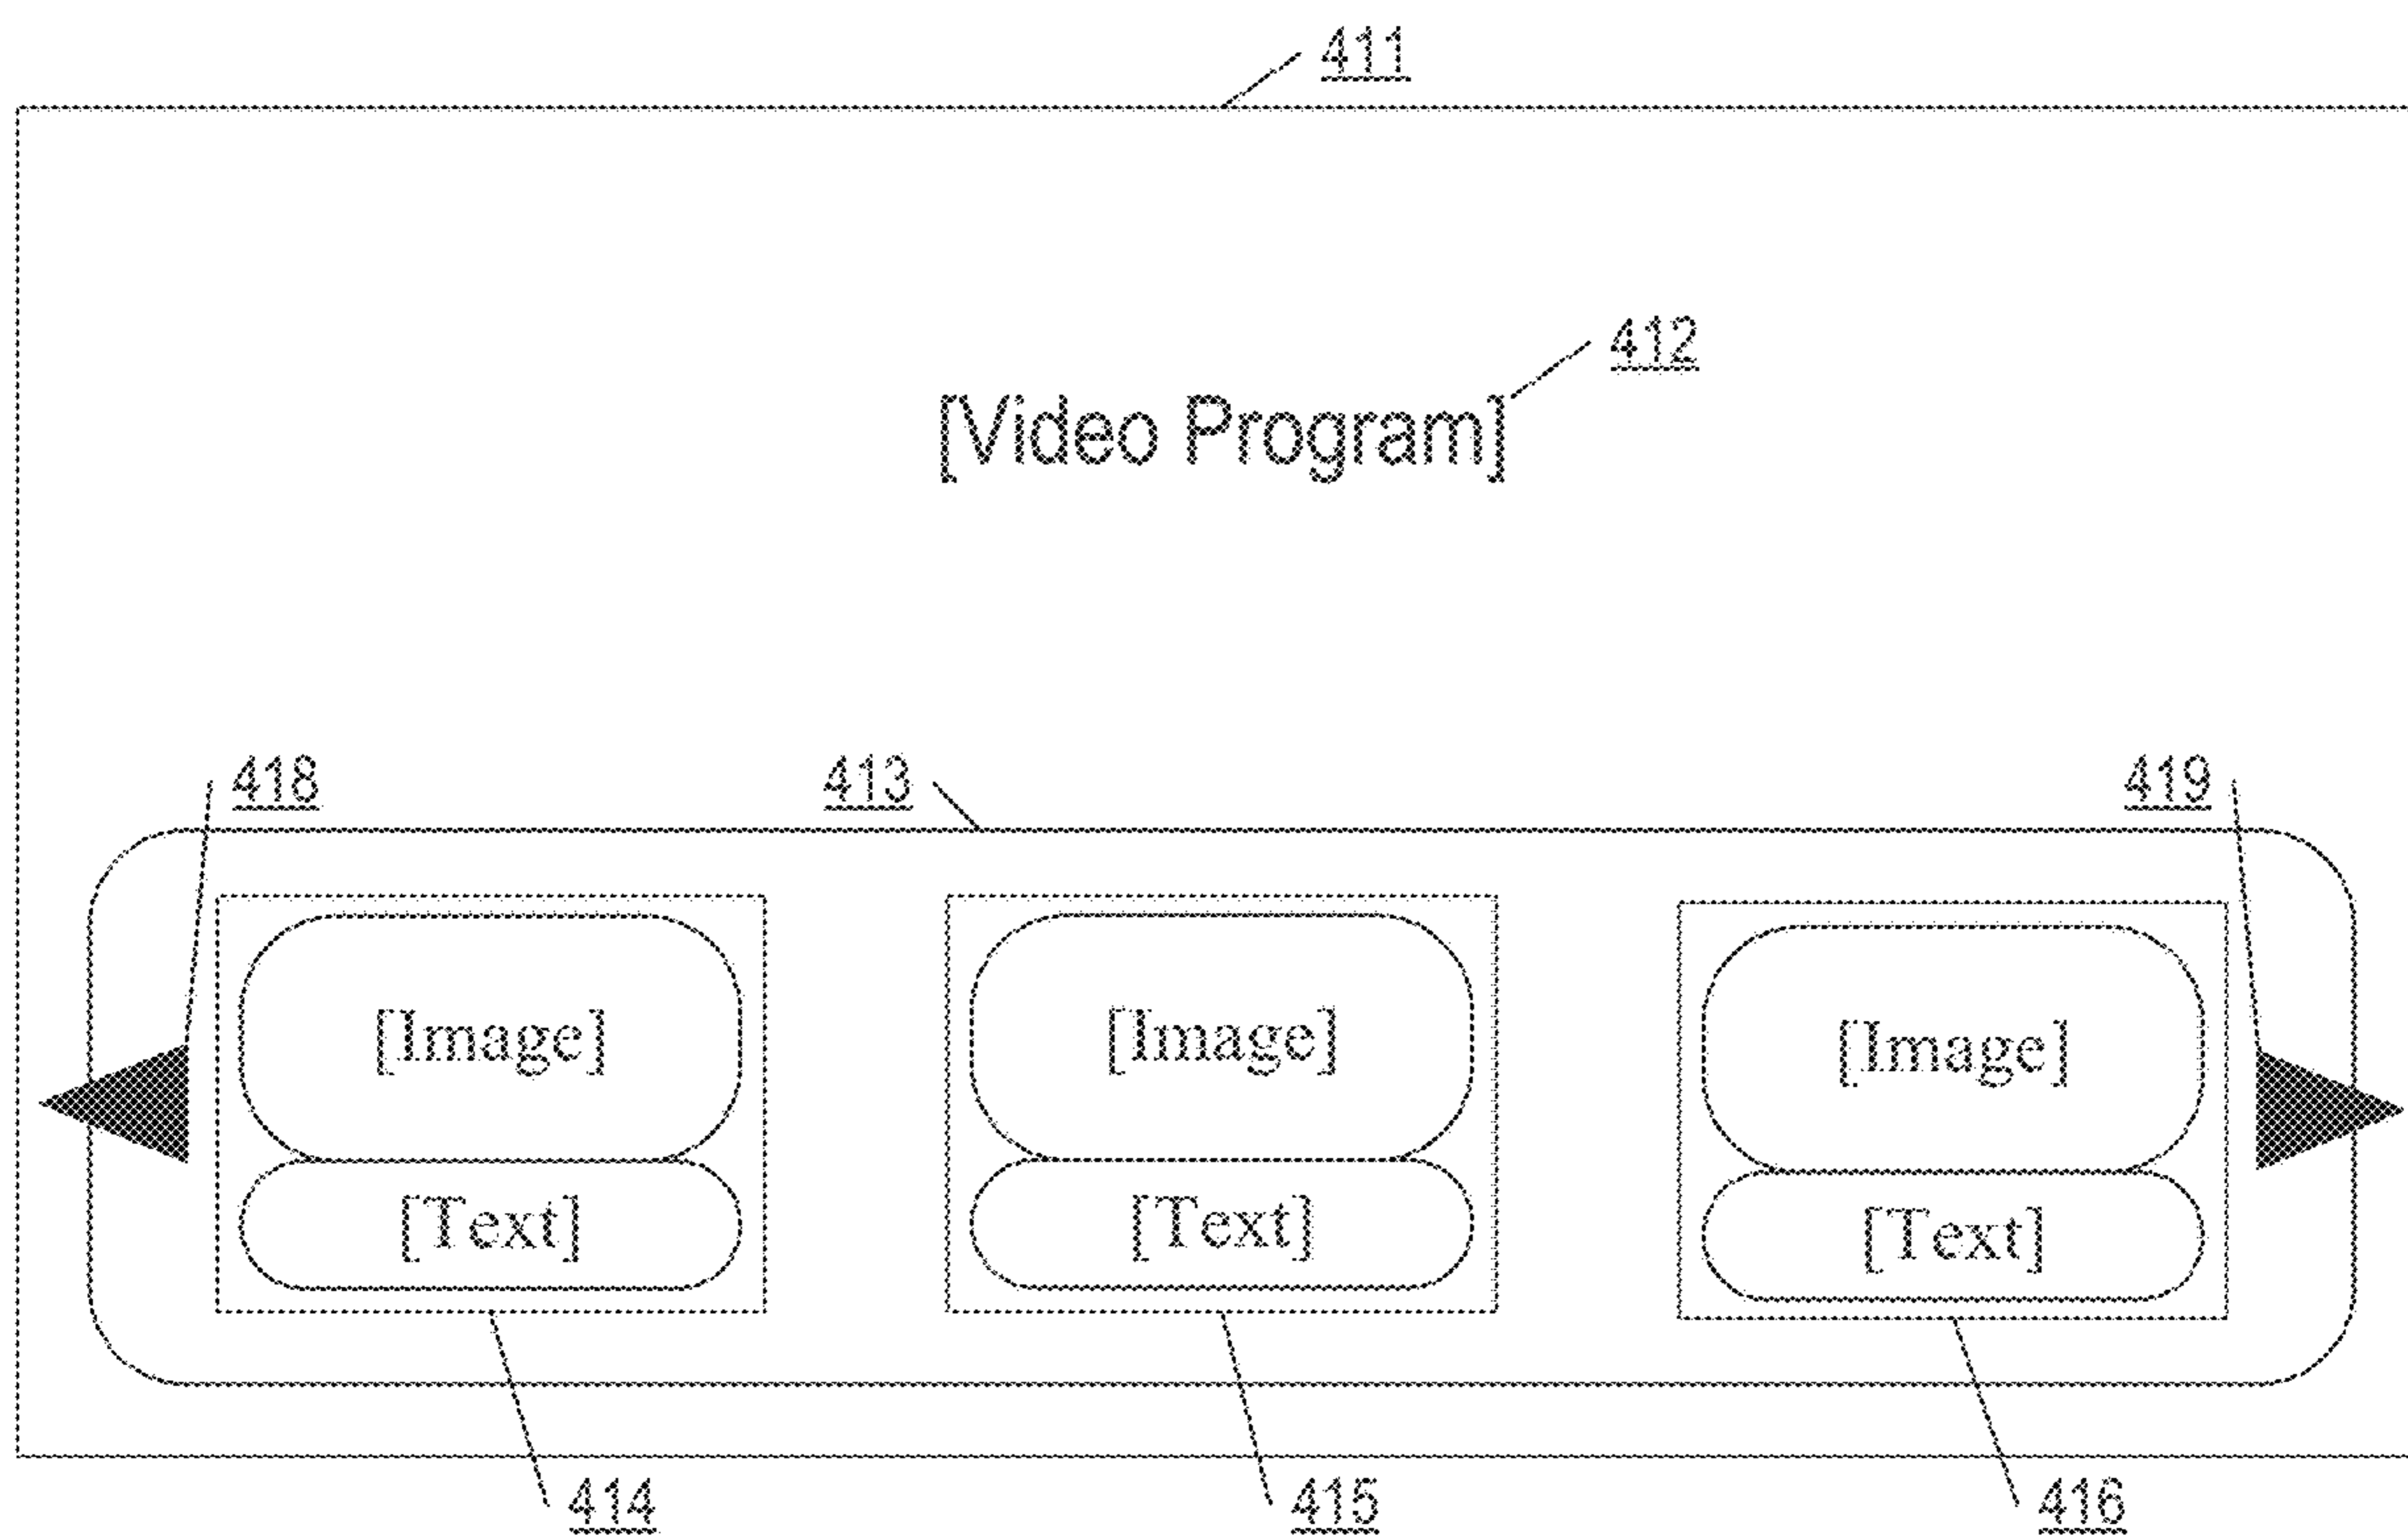 411
412
[Video Program]
418
413
419
[Image]
[Image]
[Image]
[Text]
[Text]
[Text]
414
415
416